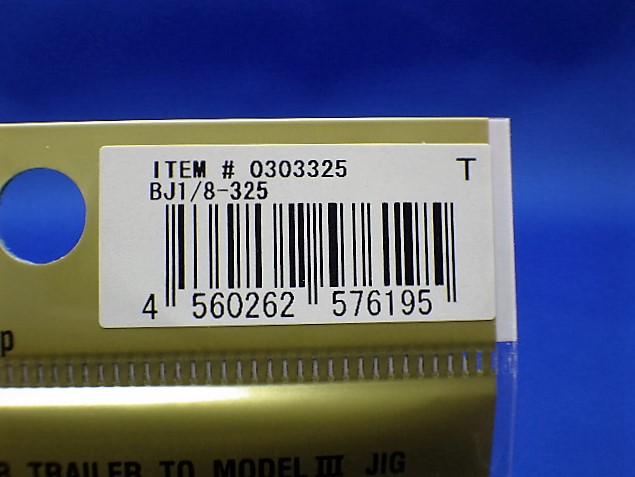 ITEM # 0303325 T
BJ1/8-325
4 560262 576195
p
R TRAILER TO MODEL III JIG